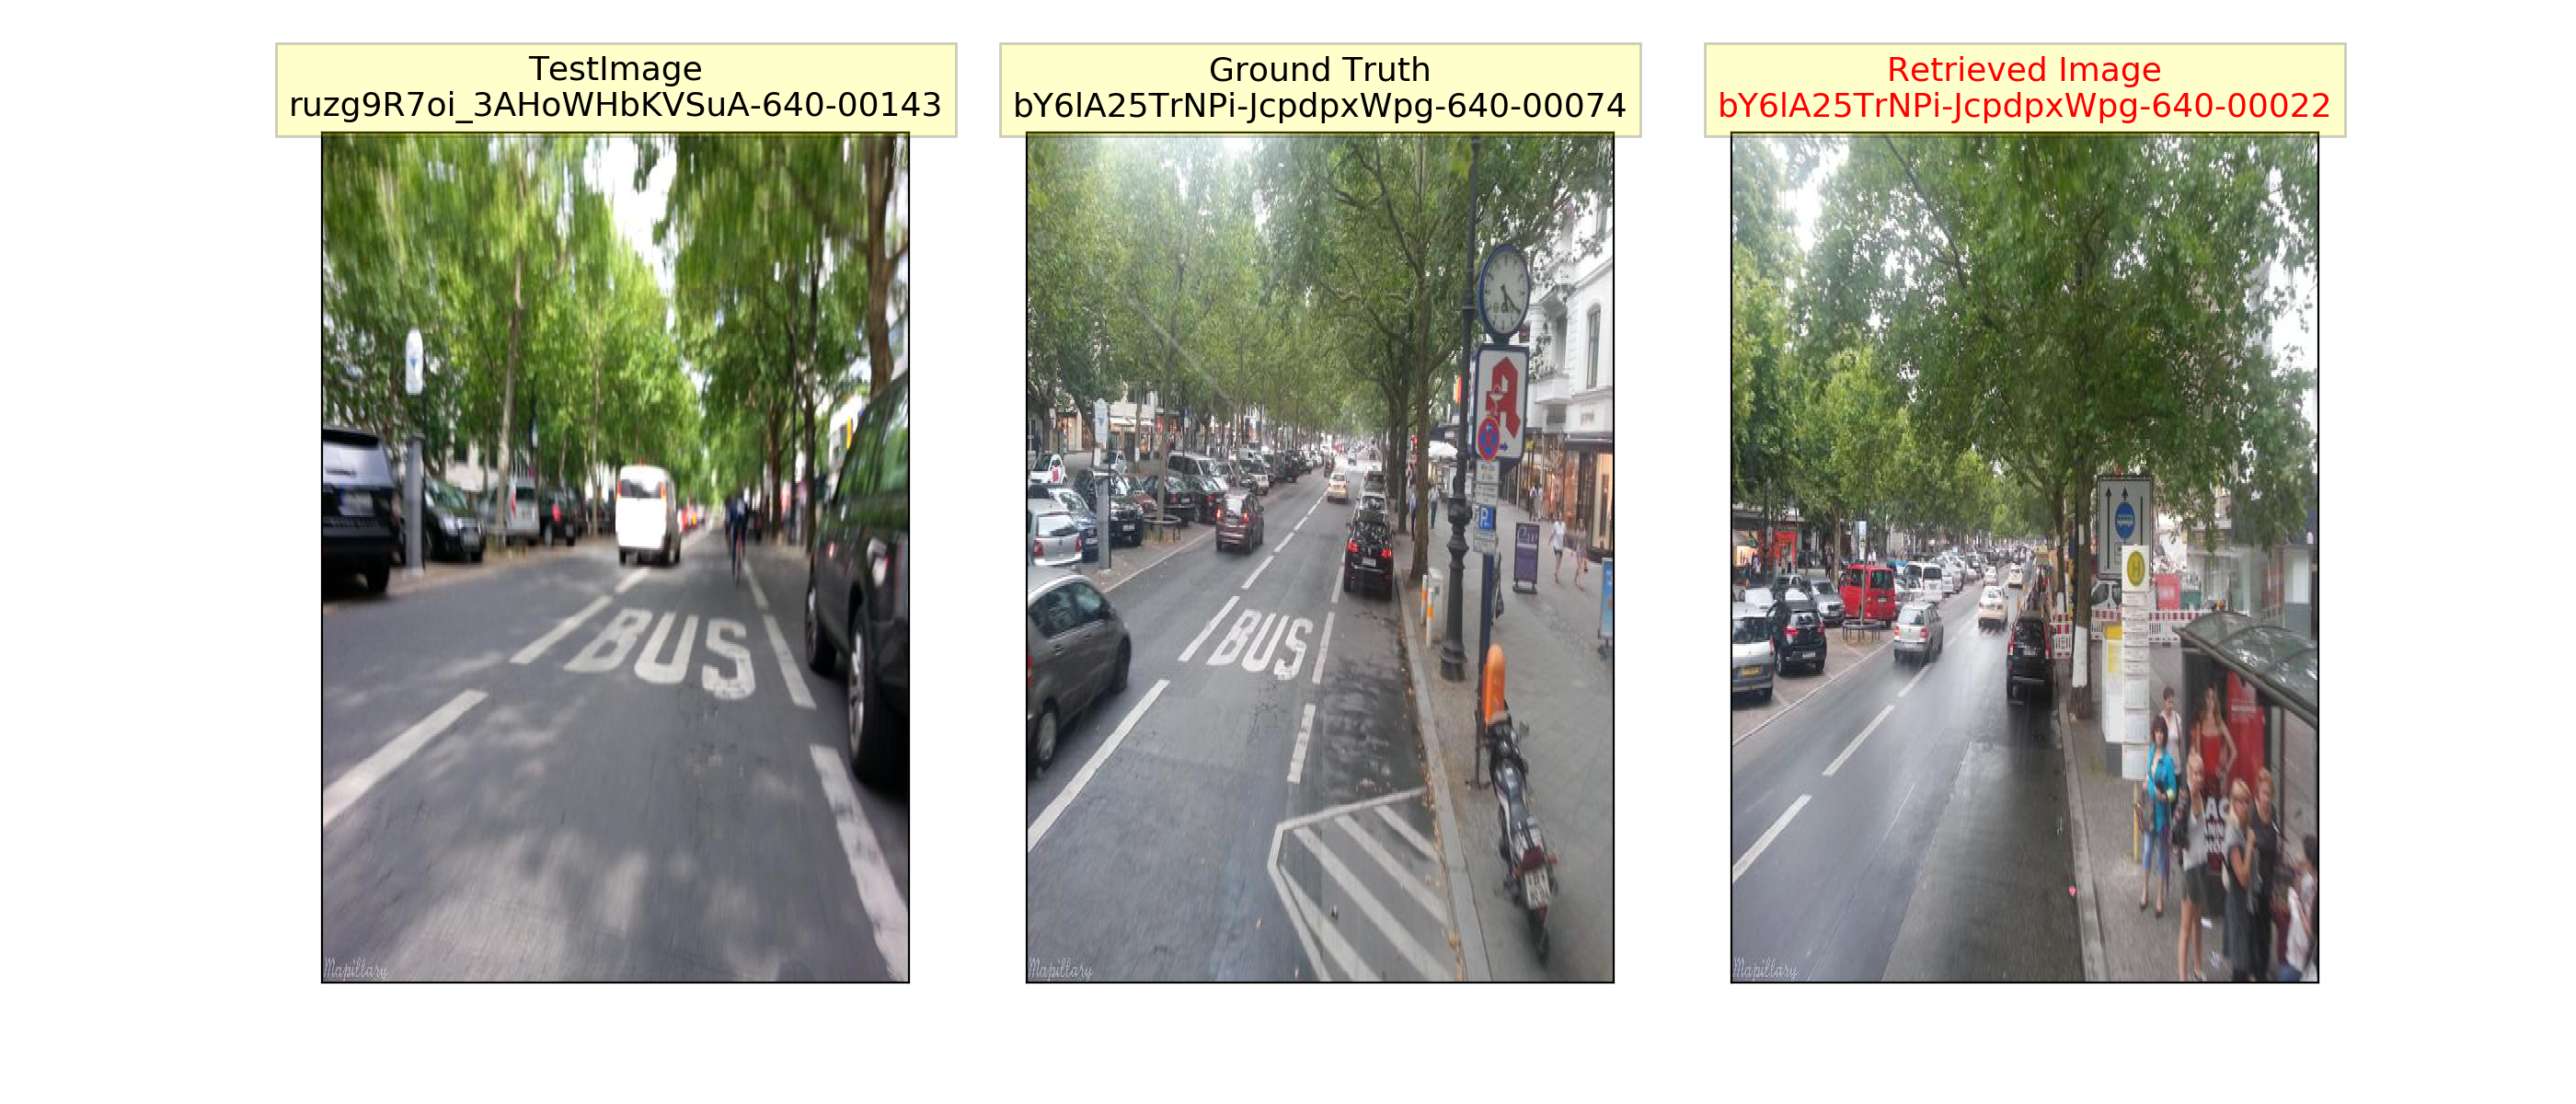 TestImage
ruzg9R7oi_3AHoWHbKVSuA-640-00143
Ground Truth
bY6lA25TrNPi-JcpdpxWpg-640-00074
Retrieved Image
bY6lA25TrNPi-JcpdpxWpg-640-00022
BUS
Mapillary
BUS
P
Mapillary
H
Mapillary